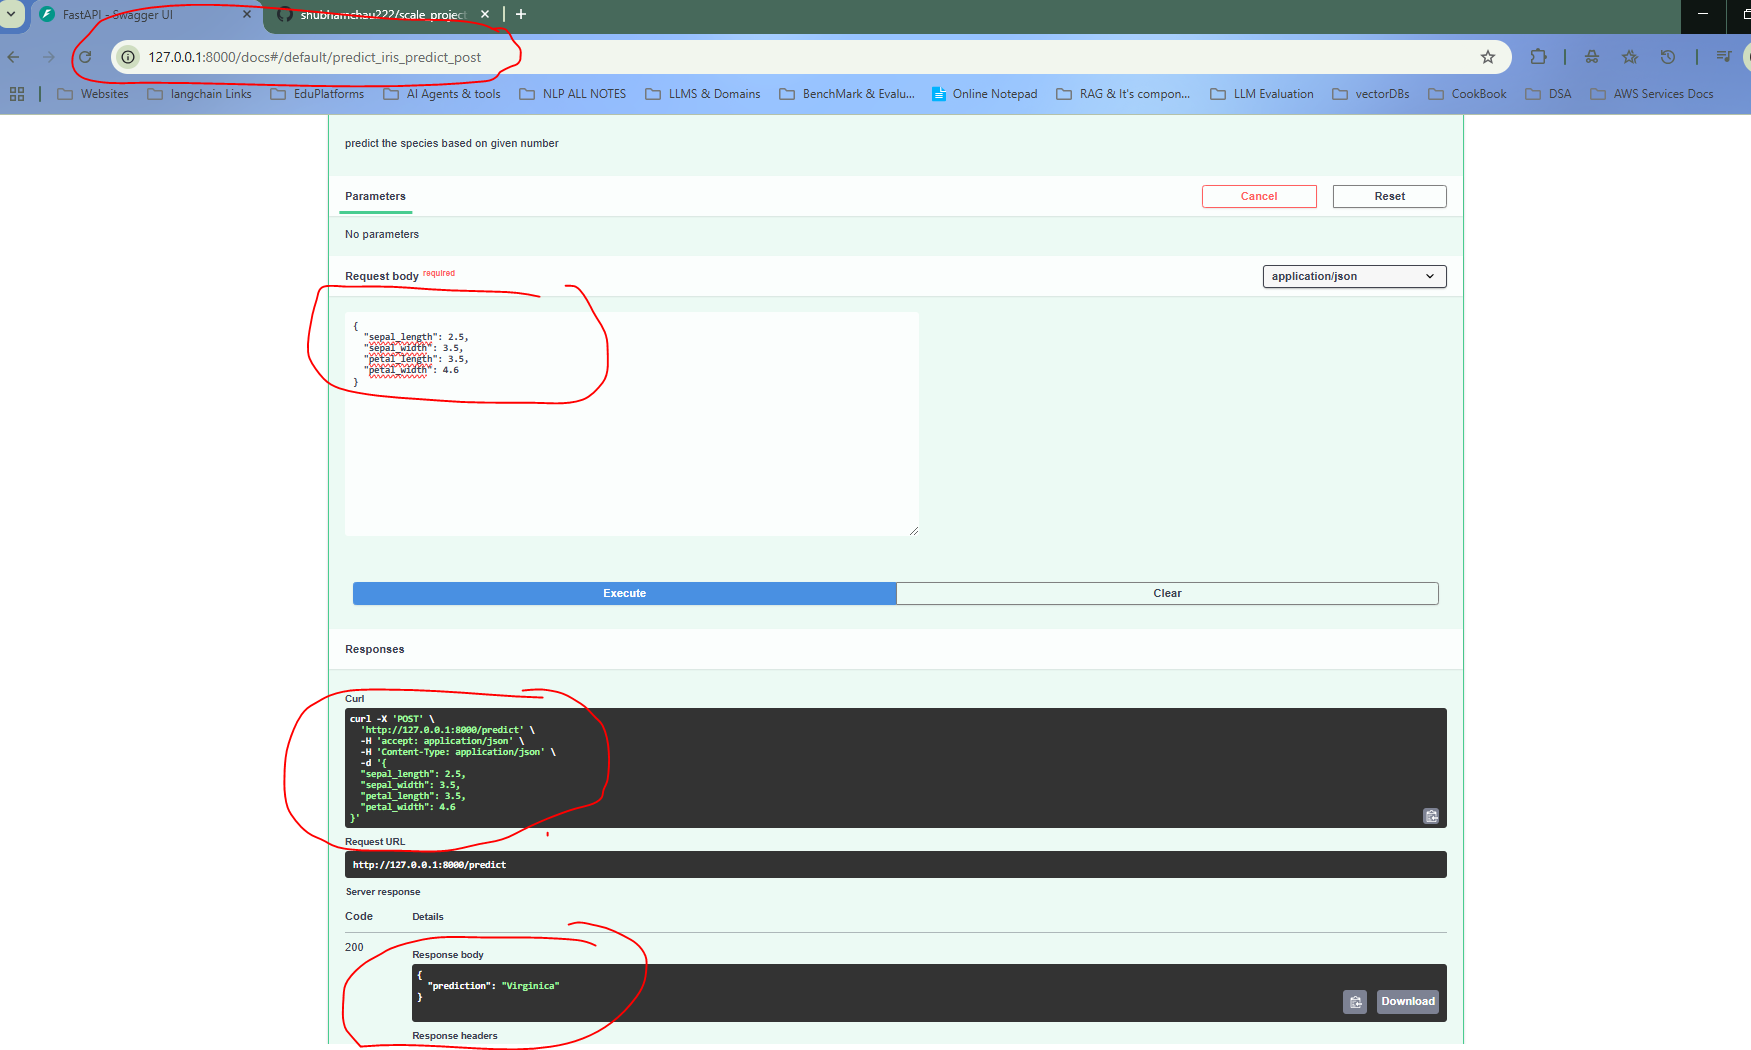 FastAPI - Swagger UI
shubhamchau222/scale_project
127.0.0.1:8000/docs#/default/predict_iris_predict_post
Websites langchain Links EduPlatforms AI Agents & tools NLP ALL NOTES LLMS & Domains BenchMark & Evalu... Online Notepad RAG & It's compon... LLM Evaluation vectorDBs CookBook DSA AWS Services Docs
predict the species based on given number
Parameters
Cancel
Reset
No parameters
Request body required
application/json
{
"sepal_length": 2.5,
"sepal_width": 3.5,
"petal_length": 3.5,
"petal_width": 4.6
}
Execute
Clear
Responses
Curl
curl -X 'POST' \
'http://127.0.0.1:8000/predict' \
-H 'accept: application/json' \
-H 'Content-Type: application/json' \
-d '{
"sepal_length": 2.5,
"sepal_width": 3.5,
"petal_length": 3.5,
"petal_width": 4.6
}'
Request URL
http://127.0.0.1:8000/predict
Server response
Code Details
200
Response body
{
"prediction": "Virginica"
}
Download
Response headers